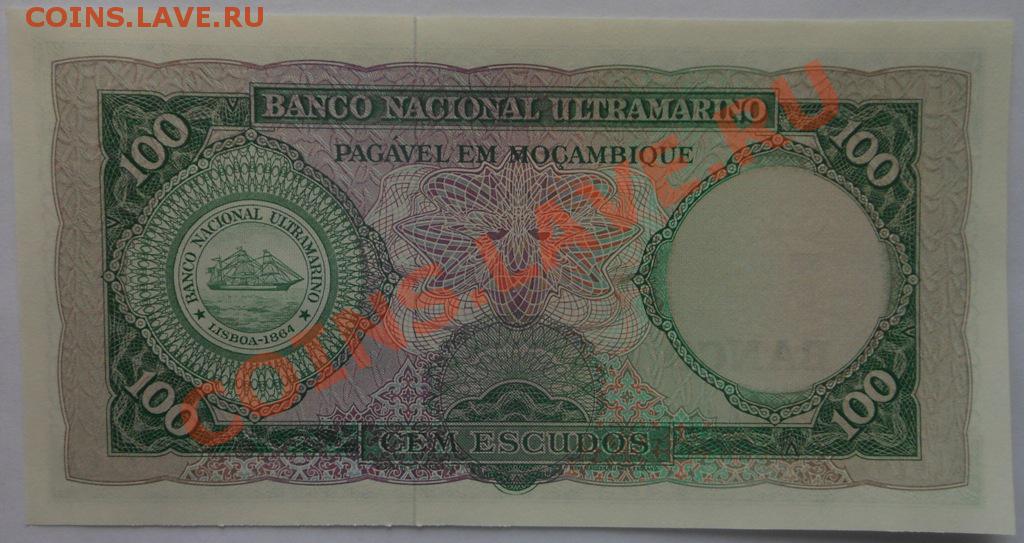 COINS.LAVE.RU
BANCO NACIONAL ULTRAMARINO
100
100
PAGÁVEL EM MOÇAMBIQUE
BANCO NACIONAL ULTRAMARINO
LISBOA-1864
COINS.LAVE.RU
BANC
100
100
CEM ESCUDOS